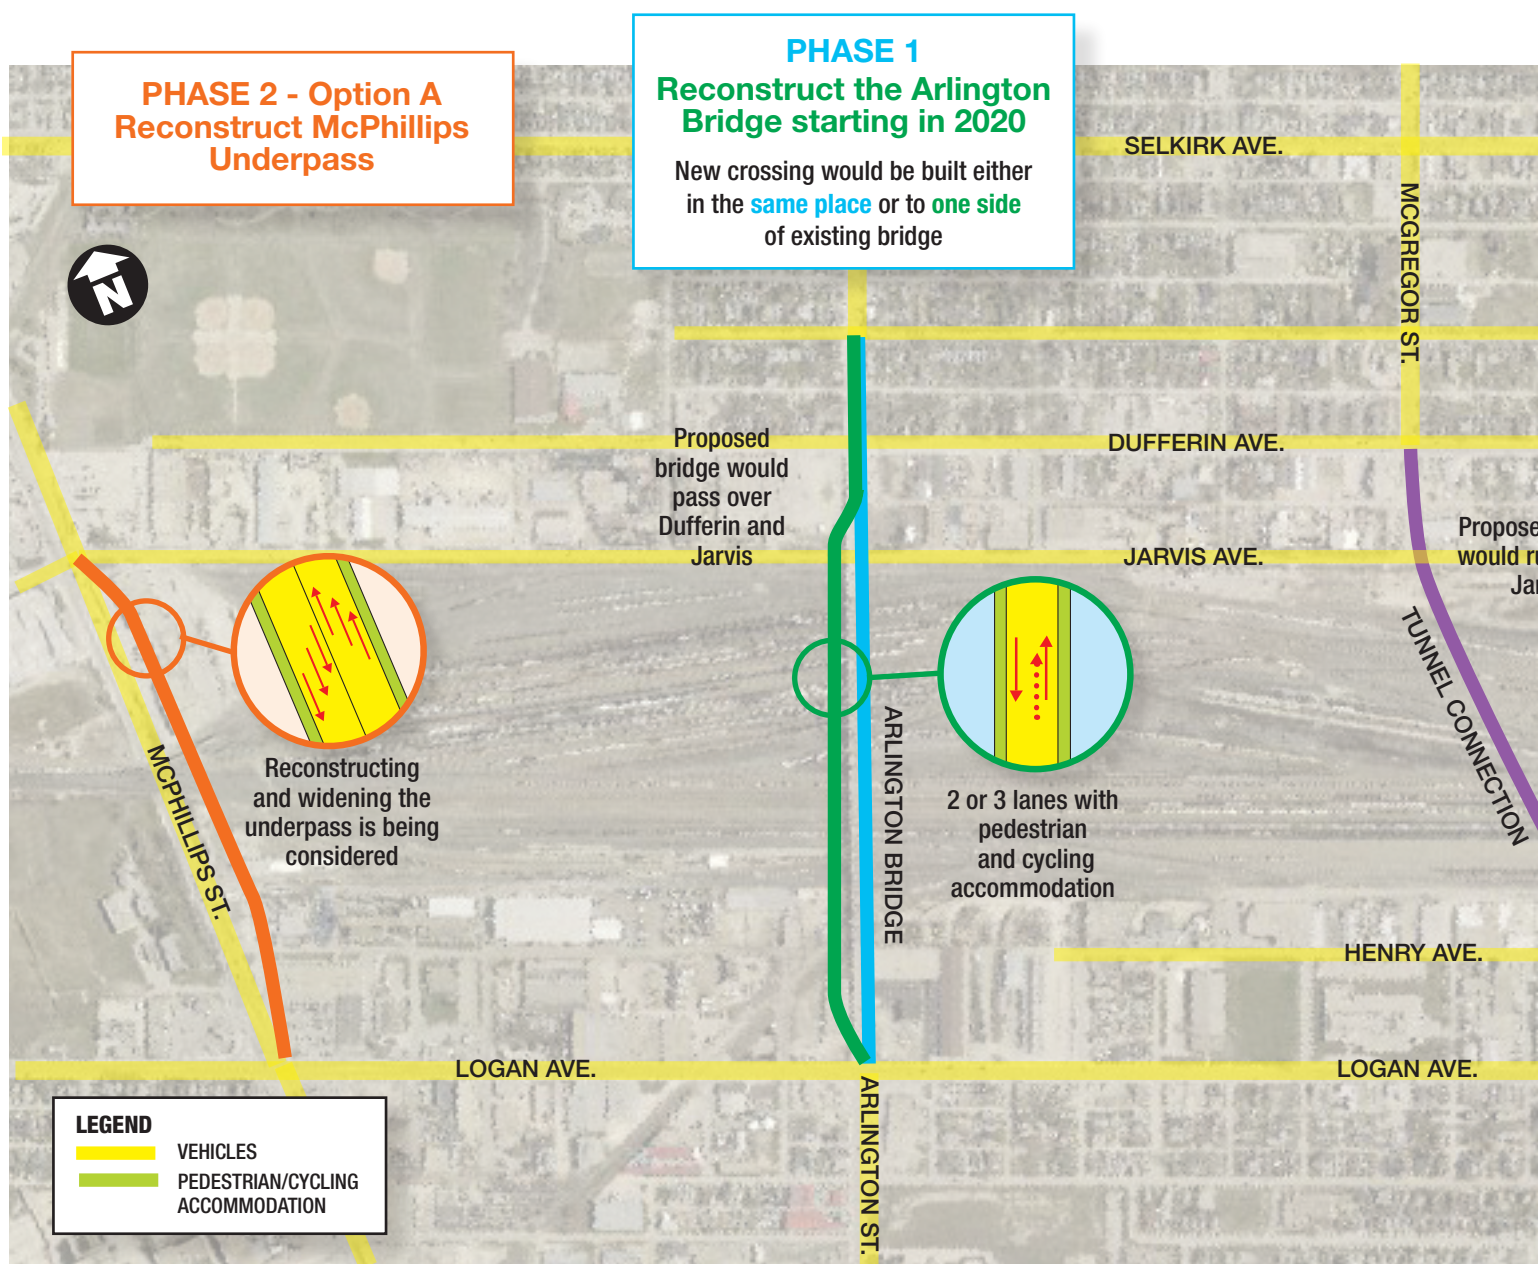 PHASE 2 - Option A
Reconstruct McPhillips
Underpass
PHASE 1
Reconstruct the Arlington
Bridge starting in 2020
New crossing would be built either
in the same place or to one side
of existing bridge
SELKIRK AVE.
MCGREGOR ST.
N
Proposed
bridge would
pass over
Dufferin and
Jarvis
DUFFERIN AVE.
JARVIS AVE.
would
TUNNEL CONNECTION
MCPHILLIPS ST.
Reconstructing
and widening the
underpass is being
considered
ARLINGTON BRIDGE
2 or 3 lanes with
pedestrian
and cycling
accommodation
HENRY AVE.
LOGAN AVE.
LOGAN AVE.
ARLINGTON ST.
LEGEND
VEHICLES
PEDESTRIAN/CYCLING
ACCOMMODATION